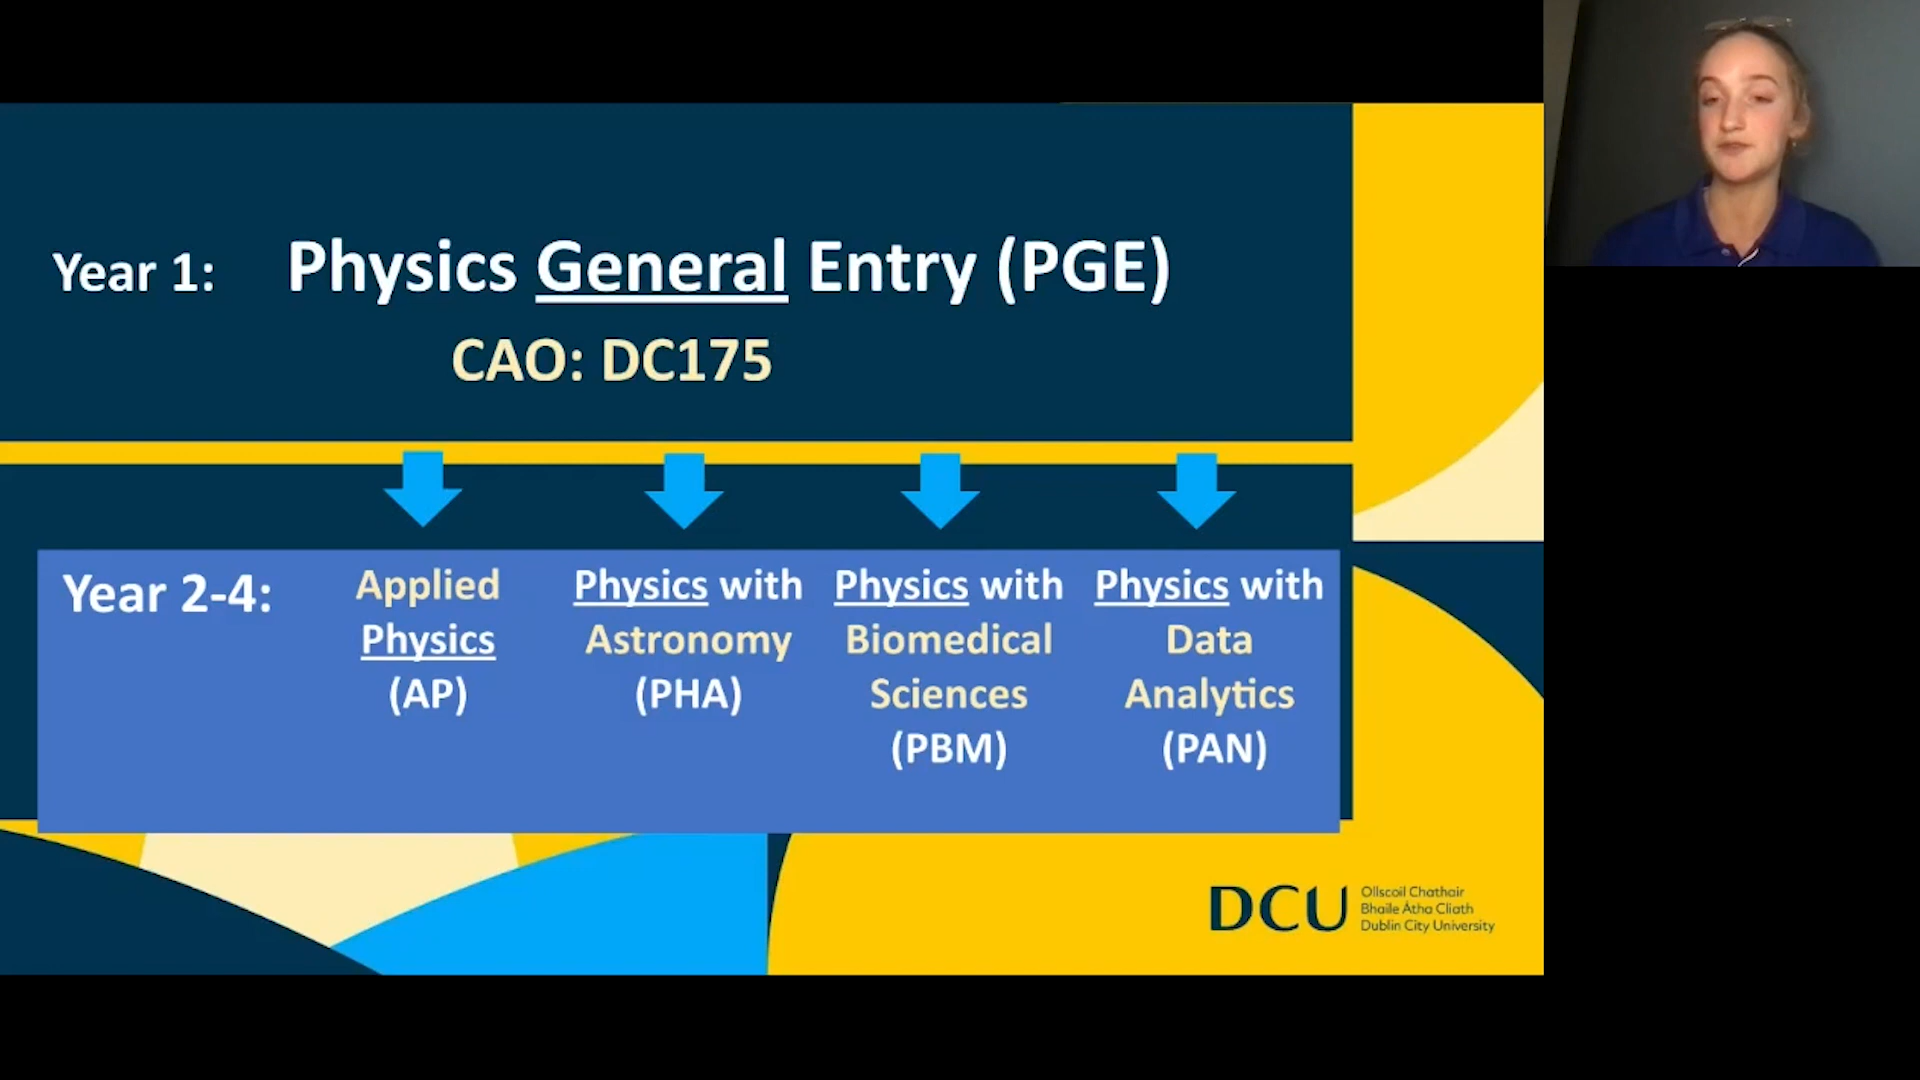 Year 1: Physics General Entry (PGE)
CAO: DC175
Year 2-4:
Applied
Physics
(AP)
Physics with
Astronomy
(PHA)
Physics with
Biomedical
Sciences
(PBM)
Physics with
Data
Analytics
(PAN)
DCU
Ollscoil Chathair
Bhaile Átha Cliath
Dublin City University